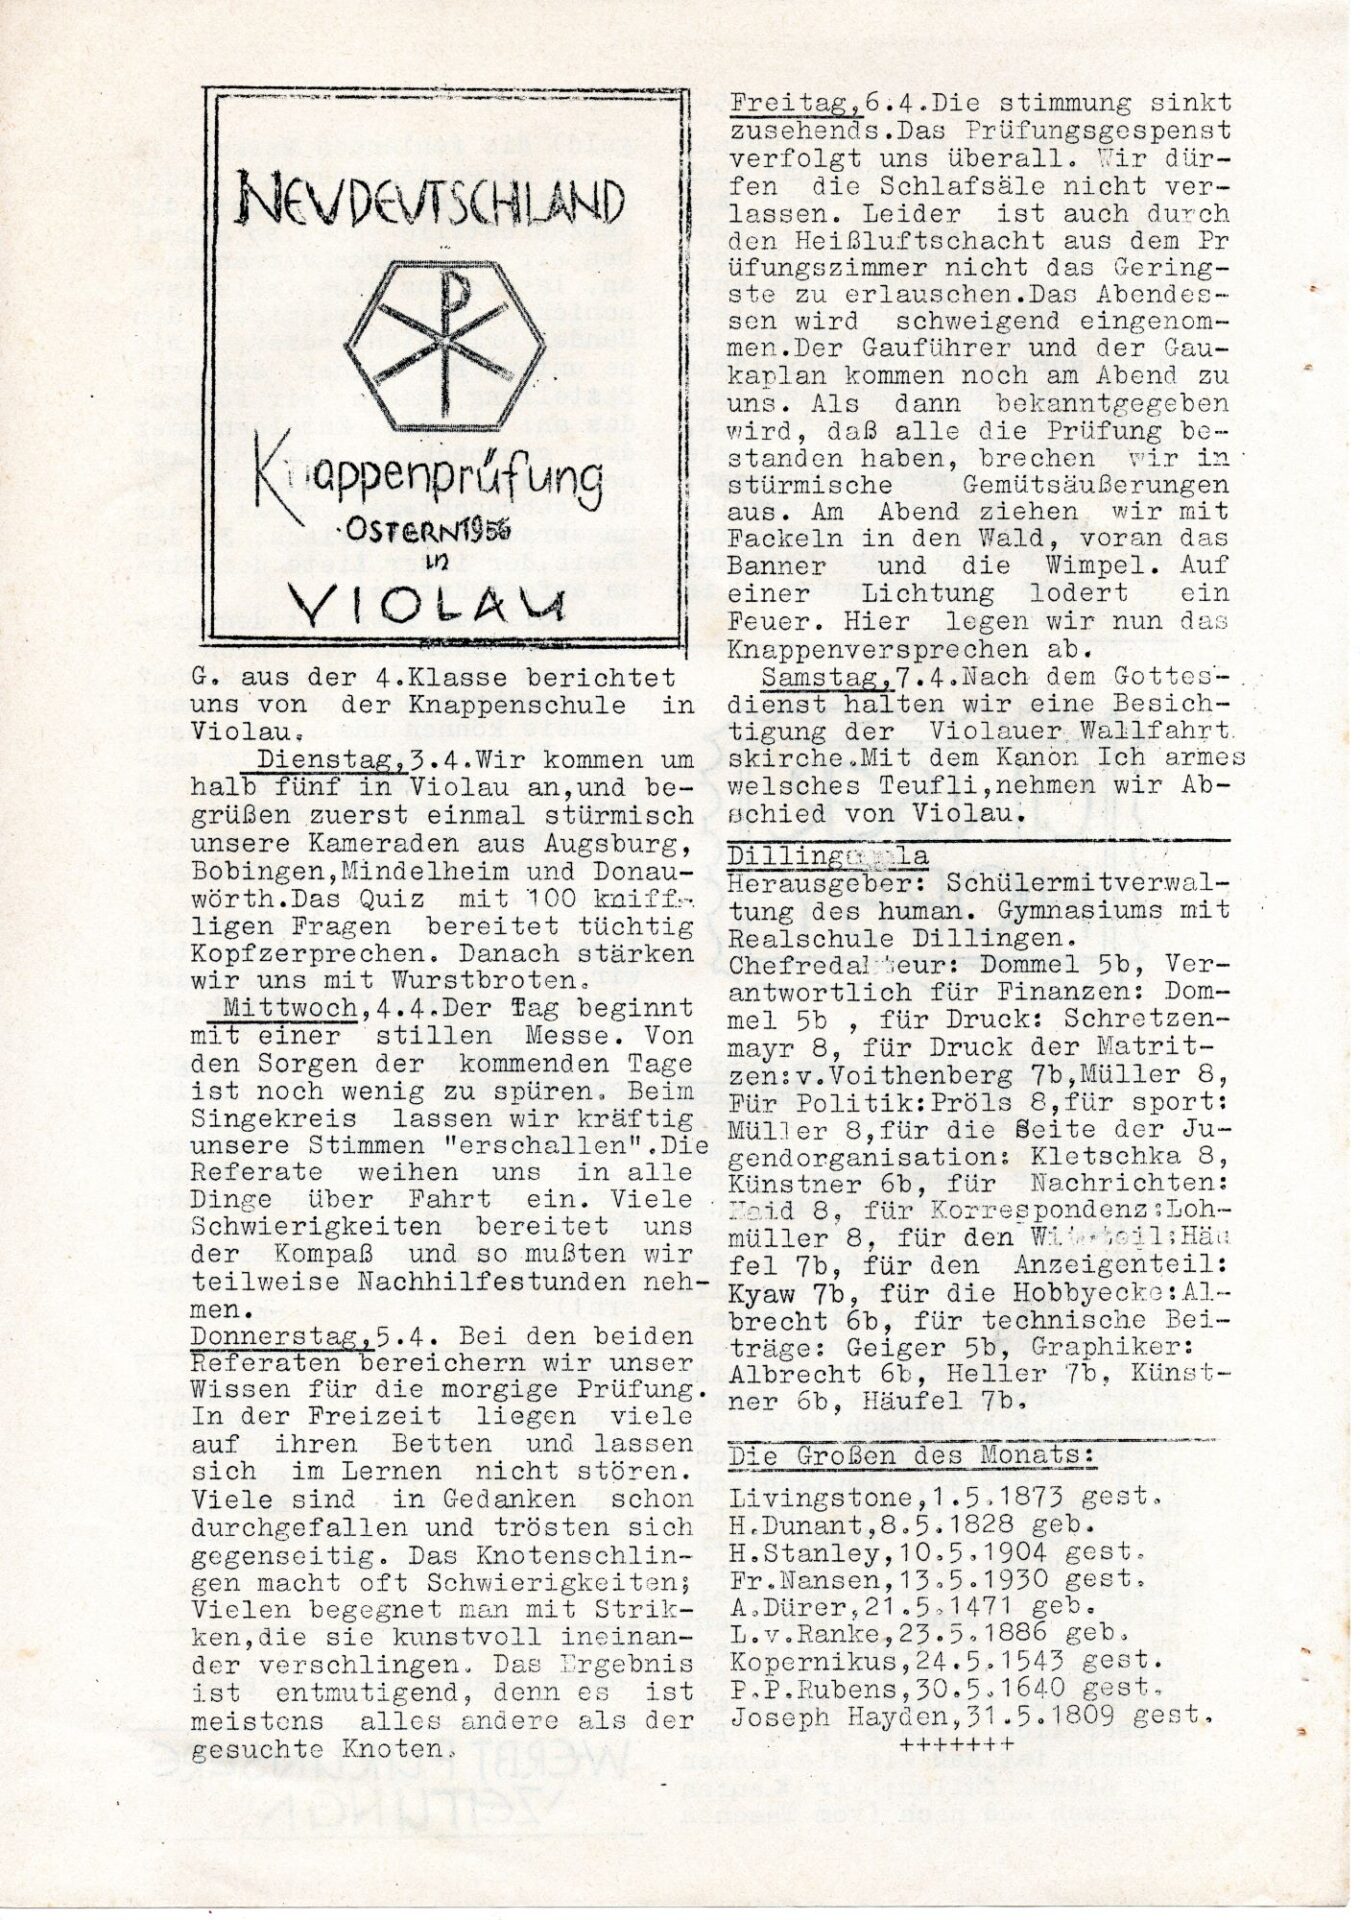 NEUDEUTSCHLAND
Knappenprüfung
OSTERN 1956
in
VIOLAU
G. aus der 4.Klasse berichtet
uns von der Knappenschule in
Violau.
Dienstag,3.4.Wir kommen um
halb fünf in Violau an,und be-
grüßen zuerst einmal stürmisch
unsere Kameraden aus Augsburg,
Bobingen,Mindelheim und Donau-
wörth.Das Quiz mit 100 kniff-
ligen Fragen bereitet tüchtig
Kopfzerprechen. Danach stärken
wir uns mit Wurstbroten.
Mittwoch,4.4.Der Tag beginnt
mit einer stillen Messe. Von
den Sorgen der kommenden Tage
ist noch wenig zu spüren. Beim
Singekreis lassen wir kräftig
unsere Stimmen "erschallen".Die
Referate weihen uns in alle
Dinge über Fahrt ein. Viele
Schwierigkeiten bereitet uns
der Kompaß und so mußten wir
teilweise Nachhilfestunden neh-
men.
Donnerstag,5.4. Bei den beiden
Referaten bereichern wir unser
Wissen für die morgige Prüfung.
In der Freizeit liegen viele
auf ihren Betten und lassen
sich im Lernen nicht stören.
Viele sind in Gedanken schon
durchgefallen und trösten sich
gegenseitig. Das Knotenschlin-
gen macht oft Schwierigkeiten;
Vielen begegnet man mit Strik-
ken,die sie kunstvoll ineinan-
der verschlingen. Das Ergebnis
ist entmutigend, denn es ist
meistens alles andere als der
gesuchte Knoten.
Freitag,6.4.Die stimmung sinkt
zusehends.Das Prüfungsgespenst
verfolgt uns überall. Wir dür-
fen die Schlafsäle nicht ver-
lassen. Leider ist auch durch
den Heißluftschacht aus dem Pr
üfungszimmer nicht das Gering-
ste zu erlauschen.Das Abendes-
sen wird schweigend eingenom-
men.Der Gauführer und der Gau-
kaplan kommen noch am Abend zu
uns. Als dann bekanntgegeben
wird, daß alle die Prüfung be-
standen haben, brechen wir in
stürmische Gemütsäußerungen
aus. Am Abend ziehen wir mit
Fackeln in den Wald, voran das
Banner und die Wimpel. Auf
einer Lichtung lodert ein
Feuer. Hier legen wir nun das
Knappenversprechen ab.
Samstag,7.4.Nach dem Gottes-
dienst halten wir eine Besich-
tigung der Violauer Wallfahrt
skirche.Mit dem Kanon Ich armes
welsches Teufli,nehmen wir Ab-
schied von Violau.
Herausgeber: Schülermitverwal-
tung des human. Gymnasiums mit
Realschule Dillingen.
Chefredakteur: Dommel 5b, Ver-
antwortlich für Finanzen: Dom-
mel 5b , für Druck: Schretzen-
mayr 8, für Druck der Matrit-
zen:v.Voithenberg 7b,Müller 8,
Für Politik:Pröls 8,für sport:
Müller 8,für die Seite der Ju-
gendorganisation: Kletschka 8,
Künstner 6b, für Nachrichten:
Haid 8, für Korrespondenz:Loh-
müller 8, für den Witzteil:Häu
fel 7b, für den Anzeigenteil:
Kyaw 7b, für die Hobbyecke:Al-
brecht 6b, für technische Bei-
träge: Geiger 5b, Graphiker:
Albrecht 6b, Heller 7b, Künst-
ner 6b, Häufel 7b.
Die Großen des Monats:
Livingstone,1.5.1873 gest.
H.Dunant,8.5.1828 geb.
H.Stanley,10.5.1904 gest.
Fr.Nansen,13.5.1930 gest.
A.Dürer,21.5.1471 geb.
L.v.Ranke,23.5.1886 geb.
Kopernikus,24.5.1543 gest.
P.P.Rubens,30.5.1640 gest.
Joseph Hayden,31.5.1809 gest.
+++++++